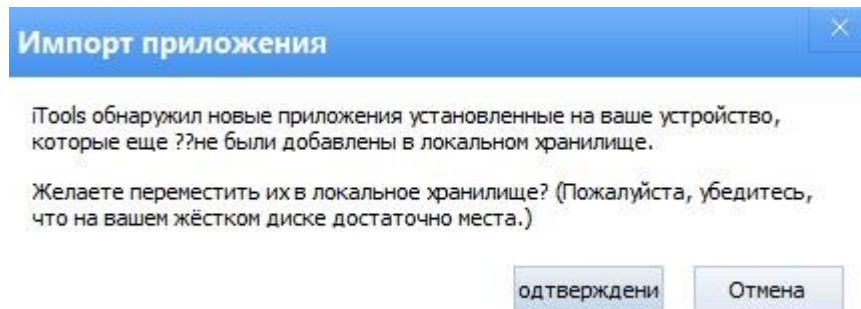 Импорт приложения
iTools обнаружил новые приложения установленные на ваше устройство,
которые еще ??не были добавлены в локальном хранилище.
Желаете переместить их в локальное хранилище? (Пожалуйста, убедитесь,
что на вашем жёстком диске достаточно места.)
одтверждени Отмена